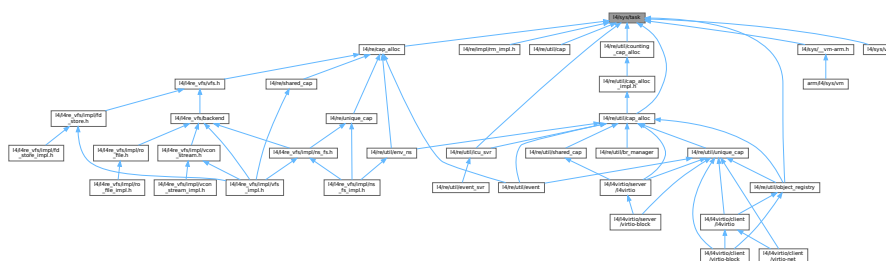 l4/sys/task
l4/re/cap_alloc
l4/re/impl/rm_impl.h
l4/re/util/cap
l4/re/util/counting
_cap_alloc
l4/sys/__vm-arm.h
l4/sys/v
l4/l4re_vfs/vfs.h
l4/re/shared_cap
l4/re/util/cap_alloc
_impl.h
arm/l4/sys/vm
l4/l4re_vfs/impl/fd
_store.h
l4/l4re_vfs/backend
l4/re/unique_cap
l4/re/util/cap_alloc
l4/l4re_vfs/impl/fd
_store_impl.h
l4/l4re_vfs/impl/ro
_file.h
l4/l4re_vfs/impl/vcon
_stream.h
l4/l4re_vfs/impl/ns_fs.h
l4/re/util/env_ns
l4/re/util/icu_svr
l4/re/util/shared_cap
l4/re/util/br_manager
l4/re/util/unique_cap
l4/l4re_vfs/impl/ro
_file_impl.h
l4/l4re_vfs/impl/vcon
_stream_impl.h
l4/l4re_vfs/impl/vfs
_impl.h
l4/l4re_vfs/impl/ns
_fs_impl.h
l4/re/util/event_svr
l4/re/util/event
l4/l4virtio/server
/l4virtio
l4/re/util/object_registry
l4/l4virtio/server
/virtio-block
l4/l4virtio/client
/l4virtio
l4/l4virtio/client
/virtio-block
l4/l4virtio/client
/virtio-net